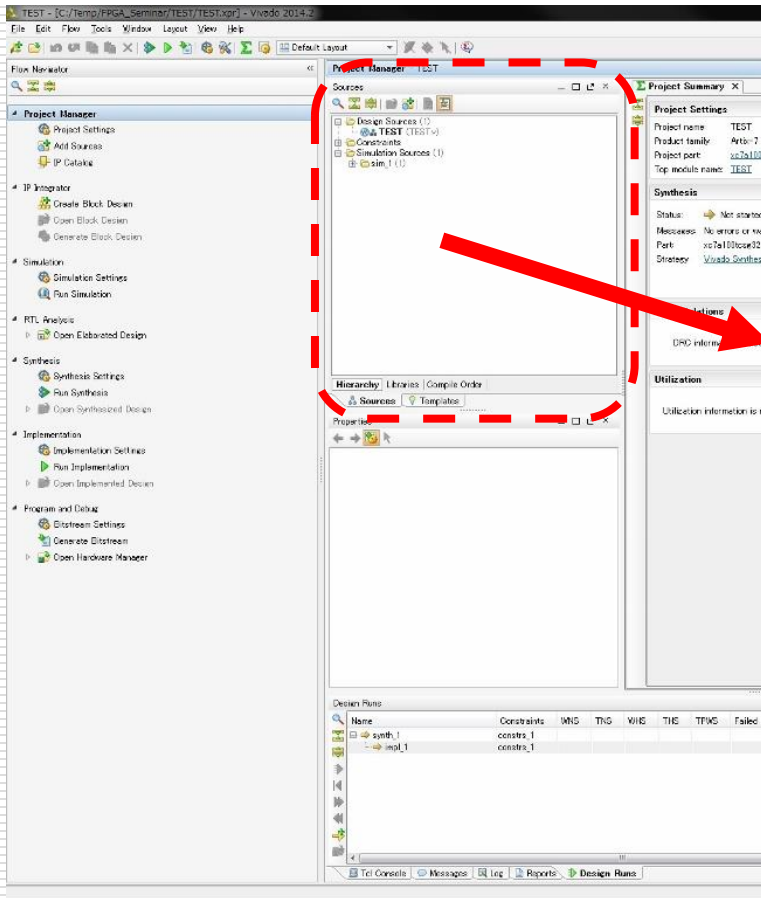 TEST - [C:/Temp/FPGA_Seminar/TEST/TEST.xpr] - Vivado 2014.2
File Edit Flow Tools Window Layout View Help
Default Layout
Flow Navigator
Project Manager
Project Settings
Add Sources
IP Catalog
IP Integrator
Create Block Design
Open Block Design
Generate Block Design
Simulation
Simulation Settings
Run Simulation
RTL Analysis
Open Elaborated Design
Synthesis
Synthesis Settings
Run Synthesis
Open Synthesized Design
Implementation
Implementation Settings
Run Implementation
Open Implemented Design
Program and Debug
Bitstream Settings
Generate Bitstream
Open Hardware Manager
Project Manager TEST
Sources
Design Sources (1)
TEST (TEST.v)
Constraints
Simulation Sources (1)
sim_1 (1)
Hierarchy Libraries Compile Order
Sources Templates
Properties
Project Summary
Project Settings
Project name: TEST
Product family: Artix-7
Project part: xc7a100
Top module name: TEST
Synthesis
Status: Not started
Messages: No errors or wa
Part: xc7a100tcsg32
Strategy: Vivado Synthes
DRC inform
Utilization
Utilization information is n
Design Runs
Name Constraints WNS TNS WHS THS TPWS Failed
synth_1 constrs_1
impl_1 constrs_1
Tcl Console Messages Log Reports Design Runs